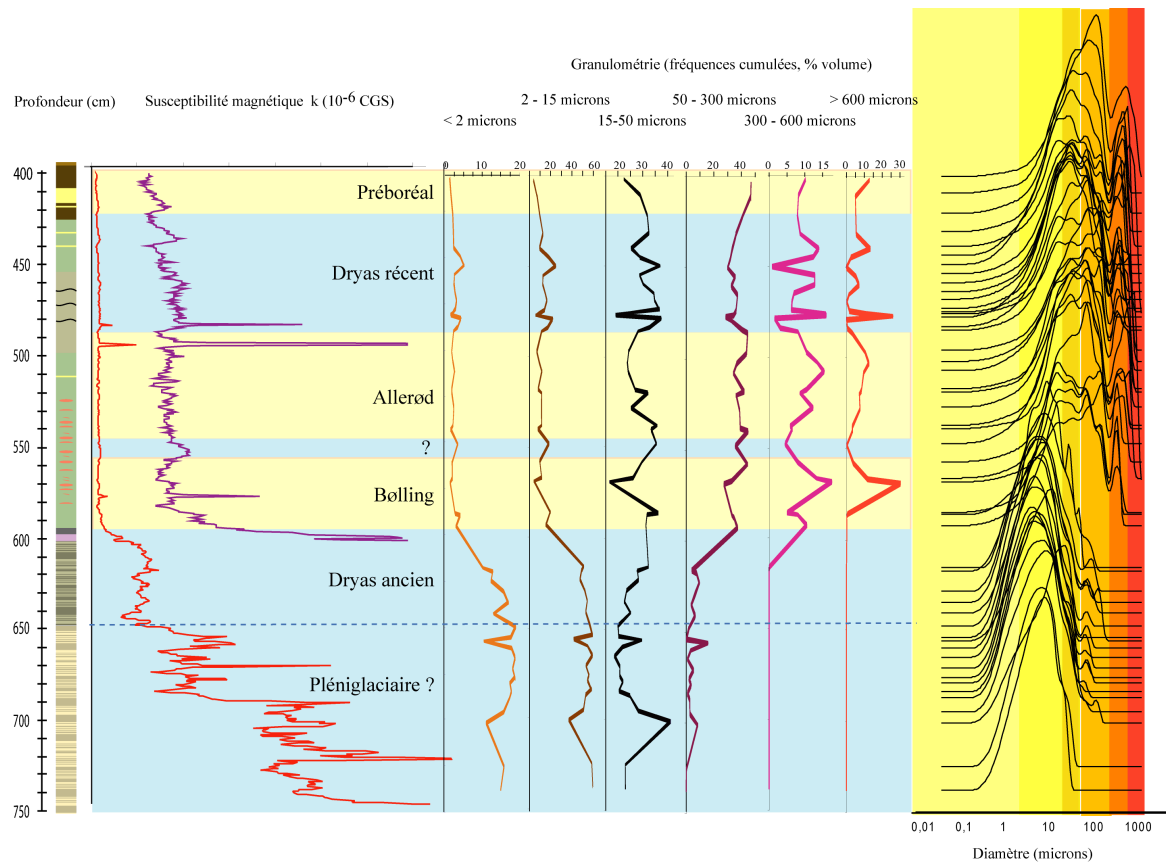 Granulométrie (fréquences cumulées, % volume)
Profondeur (cm)
Susceptibilité magnétique k (10-6 CGS)
2 - 15 microns
50 - 300 microns
> 600 microns
< 2 microns
15-50 microns
300 - 600 microns
0 10 20
0 20 40 60
20 30 40
0 20 40
0 5 10 15
0 10 20 30
400
450
500
550
600
650
700
750
Préboréal
Dryas récent
Allerød
?
Bølling
Dryas ancien
Pléniglaciaire ?
0,01 0,1 1 10 100 1000
Diamètre (microns)